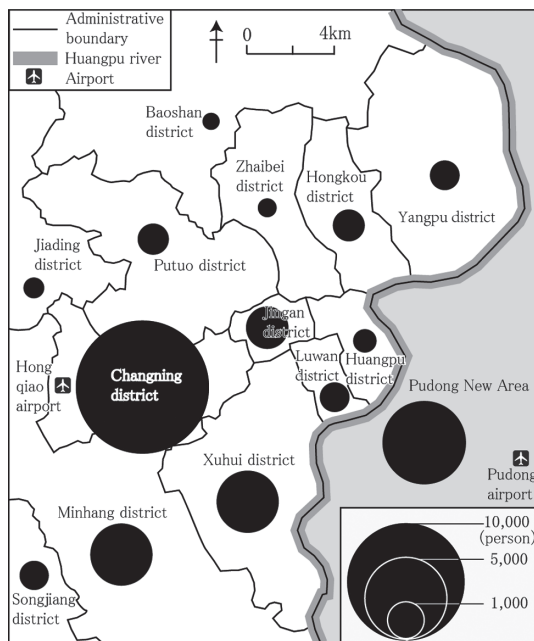 Administrative
boundary
Huangpu river
Airport
0 4km
Baoshan
district
Zhaibei
district
Hongkou
district
Yangpu district
Jiading
district
Putuo district
Jingan
district
Hong
qiao
airport
Changning
district
Luwan
district
Huangpu
district
Pudong New Area
Xuhui district
Pudong
airport
Minhang district
Songjiang
district
10,000
(person)
5,000
1,000